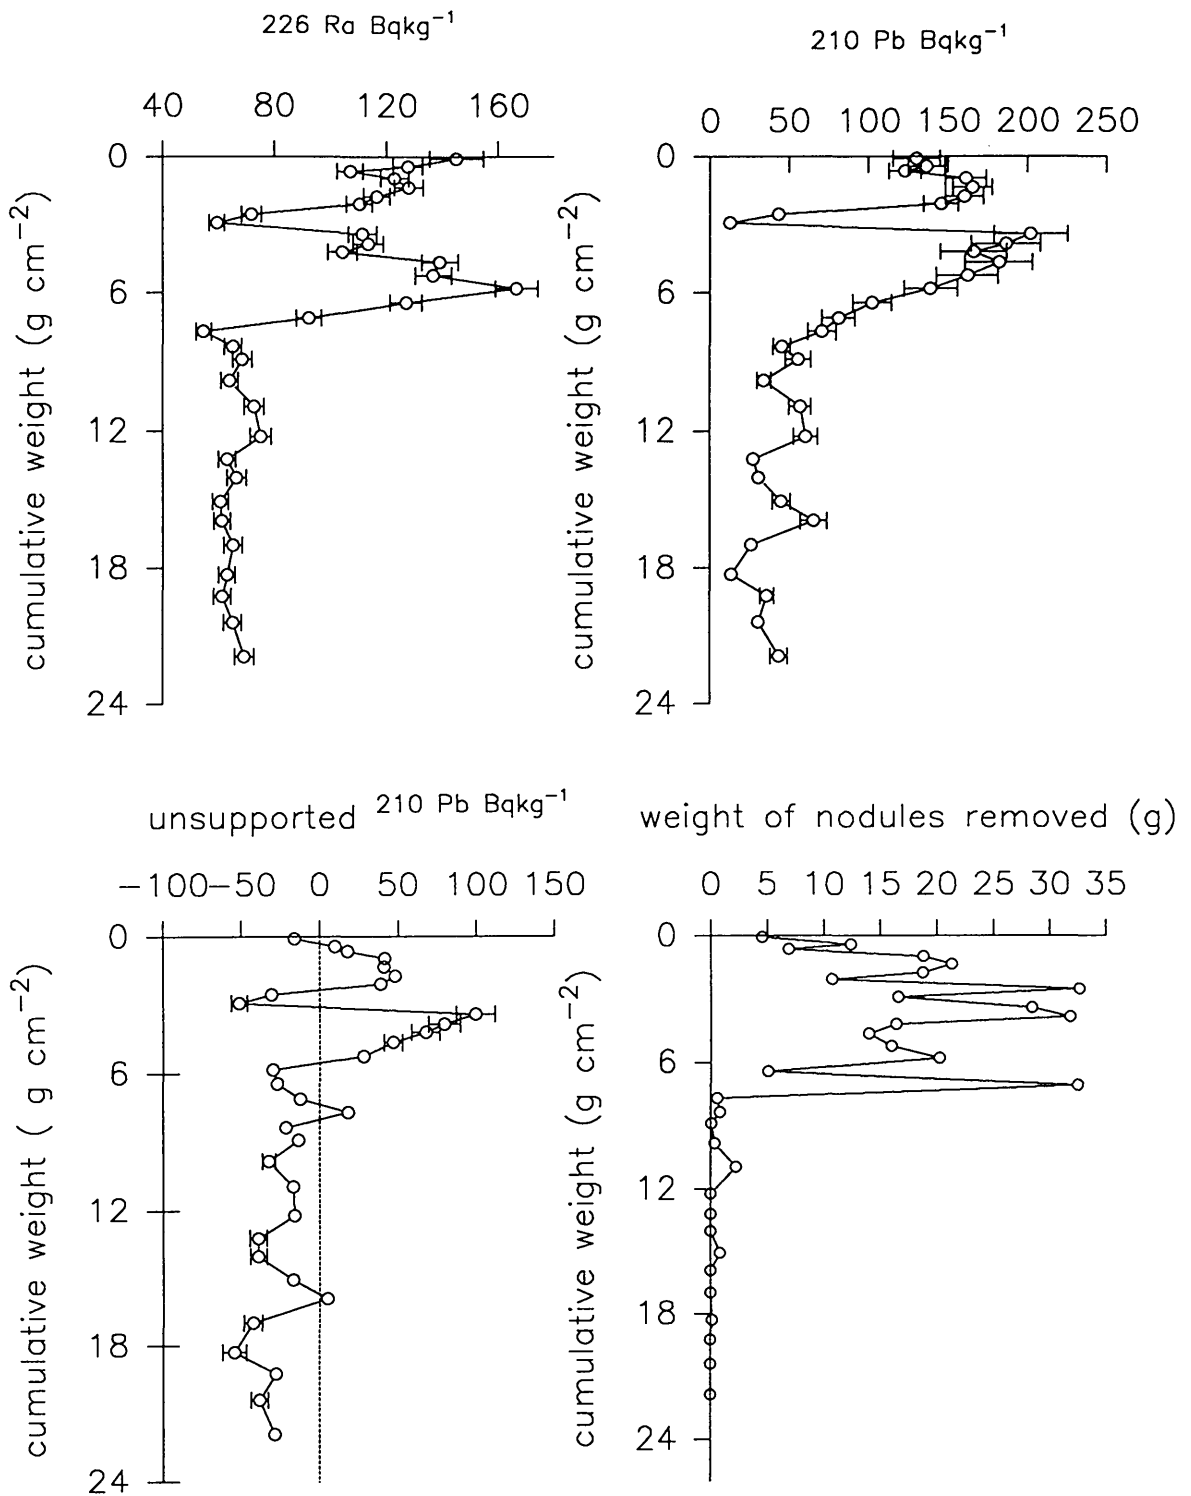 226 Ra Bqkg⁻¹
40 80 120 160
0
6
12
18
24
cumulative weight (g cm⁻²)
210 Pb Bqkg⁻¹
0 50 100 150 200 250
0
6
12
18
24
cumulative weight (g cm⁻²)
unsupported 210 Pb Bqkg⁻¹
−100 −50 0 50 100 150
0
6
12
18
24
cumulative weight ( g cm⁻²)
weight of nodules removed (g)
0 5 10 15 20 25 30 35
0
6
12
18
24
cumulative weight (g cm⁻²)